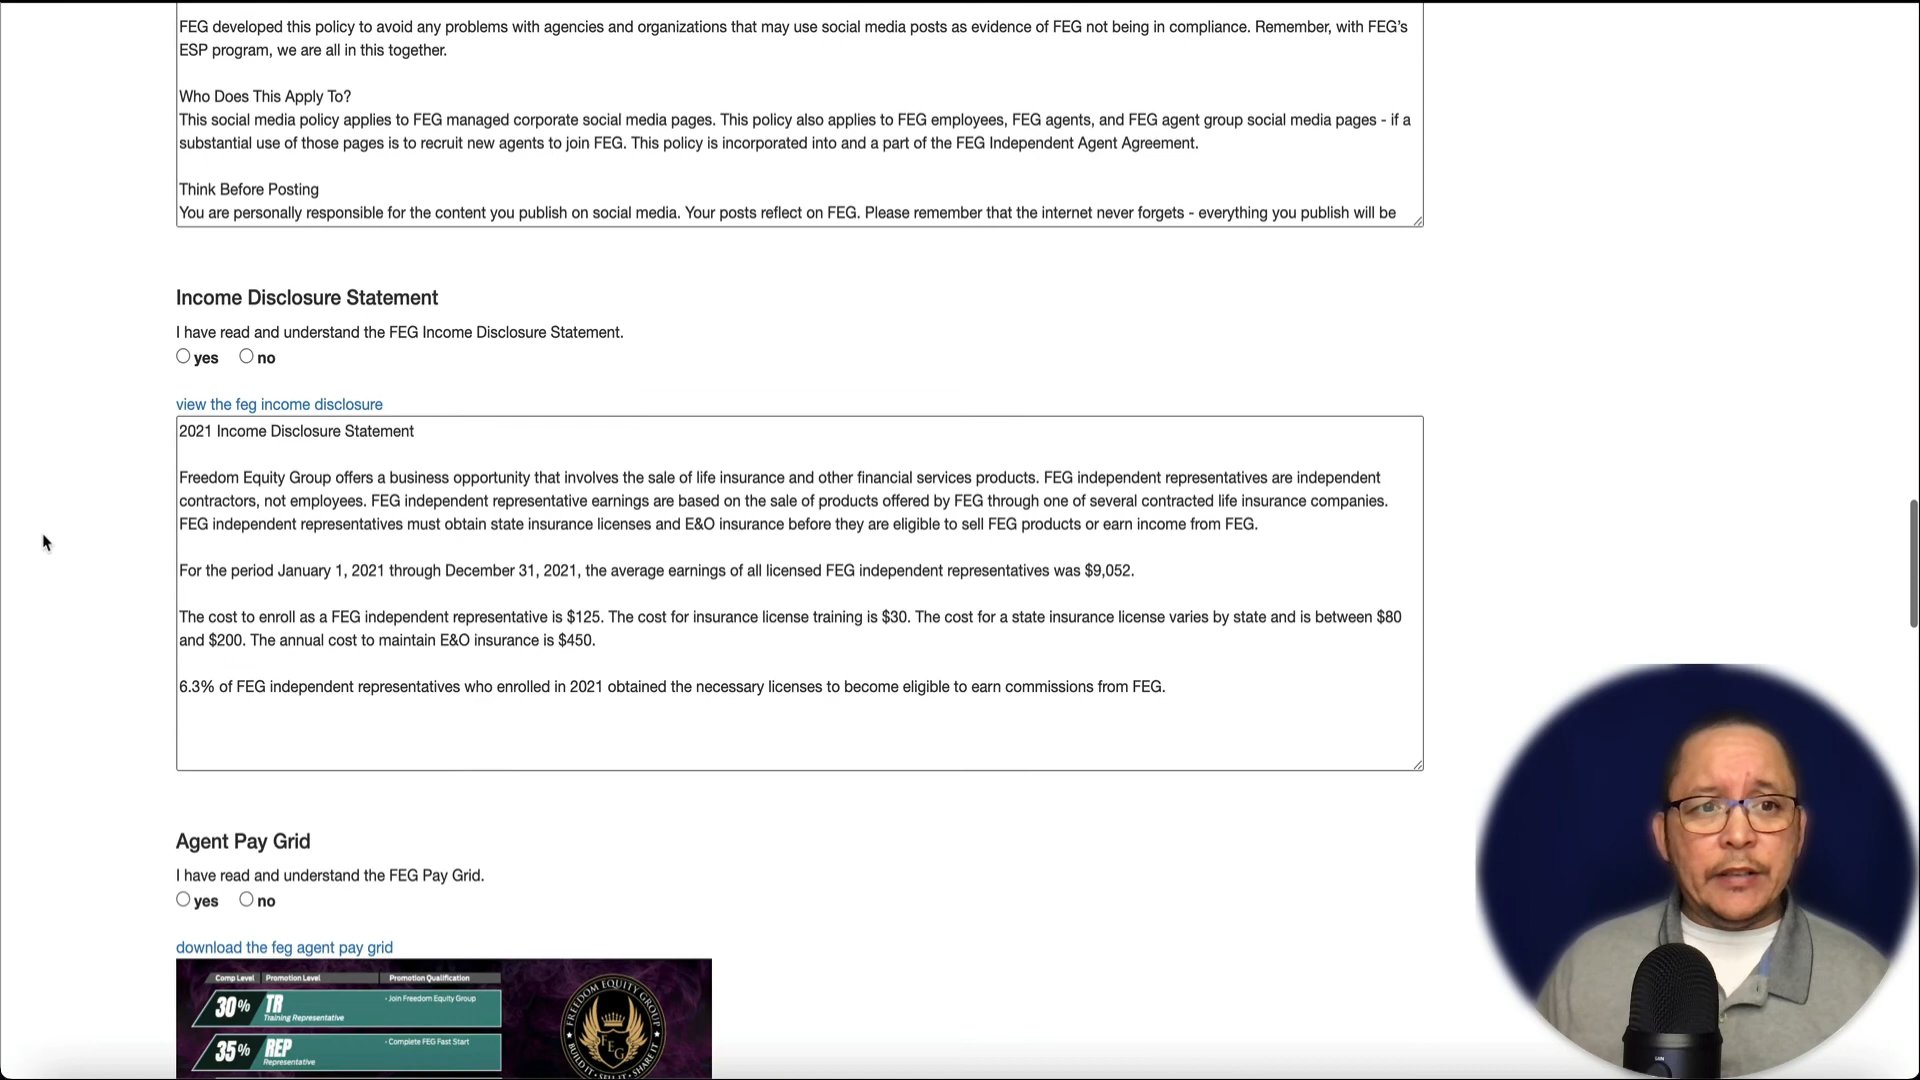 FEG developed this policy to avoid any problems with agencies and organizations that may use social media posts as evidence of FEG not being in compliance. Remember, with FEG’s
ESP program, we are all in this together.
Who Does This Apply To?
This social media policy applies to FEG managed corporate social media pages. This policy also applies to FEG employees, FEG agents, and FEG agent group social media pages - if a
substantial use of those pages is to recruit new agents to join FEG. This policy is incorporated into and a part of the FEG Independent Agent Agreement.
Think Before Posting
You are personally responsible for the content you publish on social media. Your posts reflect on FEG. Please remember that the internet never forgets - everything you publish will be
Income Disclosure Statement
I have read and understand the FEG Income Disclosure Statement.
yes no
view the feg income disclosure
2021 Income Disclosure Statement
Freedom Equity Group offers a business opportunity that involves the sale of life insurance and other financial services products. FEG independent representatives are independent
contractors, not employees. FEG independent representative earnings are based on the sale of products offered by FEG through one of several contracted life insurance companies.
FEG independent representatives must obtain state insurance licenses and E&O insurance before they are eligible to sell FEG products or earn income from FEG.
For the period January 1, 2021 through December 31, 2021, the average earnings of all licensed FEG independent representatives was $9,052.
The cost to enroll as a FEG independent representative is $125. The cost for insurance license training is $30. The cost for a state insurance license varies by state and is between $80
and $200. The annual cost to maintain E&O insurance is $450.
6.3% of FEG independent representatives who enrolled in 2021 obtained the necessary licenses to become eligible to earn commissions from FEG.
Agent Pay Grid
I have read and understand the FEG Pay Grid.
yes no
download the feg agent pay grid
Comp Level Promotion Level Promotion Qualification
30% TR Training Representative - Join Freedom Equity Group
35% REP Representative - Complete FEG Fast Start
FREEDOM EQUITY GROUP
FEG
BUILD IT SELL IT SHARE IT